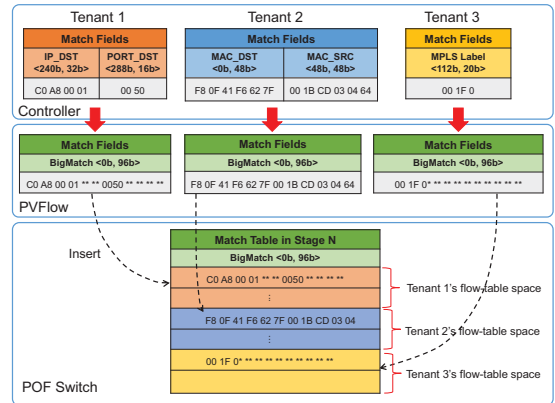 Tenant 1
Tenant 2
Tenant 3
Match Fields
Match Fields
Match Fields
IP_DST
<240b, 32b>
PORT_DST
<288b, 16b>
MAC_DST
<0b, 48b>
MAC_SRC
<48b, 48b>
MPLS Label
<112b, 20b>
C0 A8 00 01
00 50
F8 0F 41 F6 62 7F
00 1B CD 03 04 64
00 1F 0
Controller
Match Fields
Match Fields
Match Fields
BigMatch <0b, 96b>
BigMatch <0b, 96b>
BigMatch <0b, 96b>
C0 A8 00 01 ** ** 0050 ** ** ** **
F8 0F 41 F6 62 7F 00 1B CD 03 04 64
00 1F 0* ** ** ** ** ** ** ** ** **
PVFlow
Insert
Match Table in Stage N
BigMatch <0b, 96b>
C0 A8 00 01 ** ** 0050 ** ** ** **
⋮
Tenant 1's flow-table space
F8 0F 41 F6 62 7F 00 1B CD 03 04
⋮
Tenant 2's flow-table space
00 1F 0* ** ** ** ** ** ** ** ** **
Tenant 3's flow-table space
POF Switch